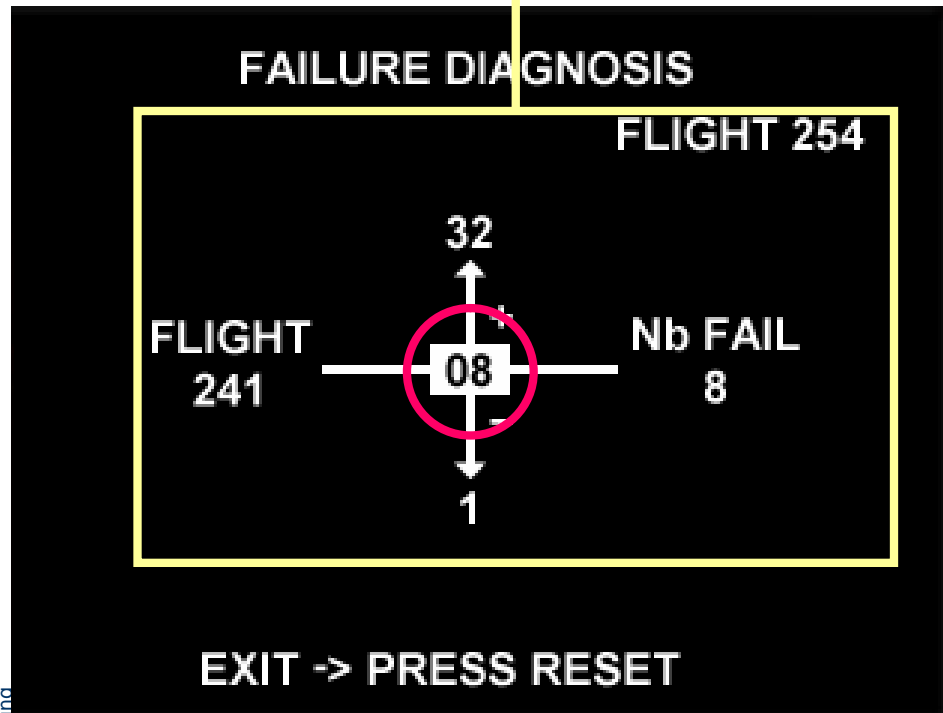 FAILURE DIAGNOSIS
FLIGHT 254
32
+
FLIGHT
241
08
Nb FAIL
8
-
1
EXIT -> PRESS RESET